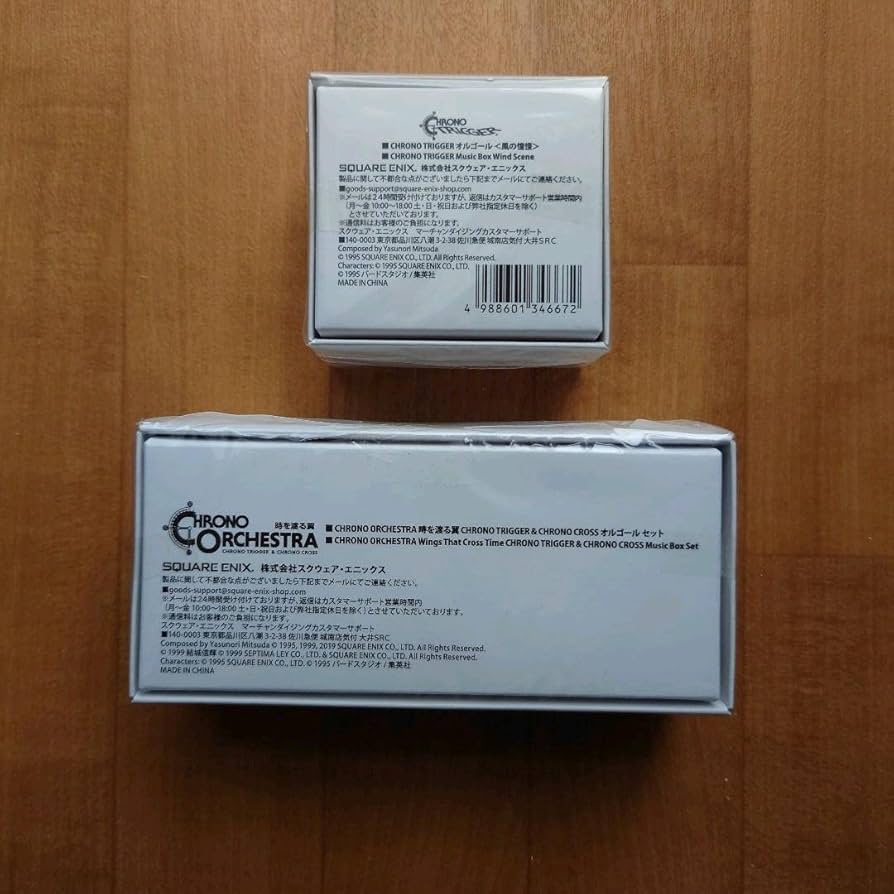 CHRONO
TRIGGER
■ CHRONO TRIGGER オルゴール <風の憧憬>
■ CHRONO TRIGGER Music Box Wind Scene
SQUARE ENIX. 株式会社スクウェア・エニックス
製品に関して不都合な点がございましたら下記までメールにてご連絡ください。
■goods-support@square-enix-shop.com
※メールは24時間受け付けておりますが、返信はカスタマーサポート営業時間内
(月～金 10:00～18:00 土・日・祝日および弊社指定休日を除く)
とさせていただいております。
※通信料はお客様のご負担になります。
スクウェア・エニックス マーチャンダイジングカスタマーサポート
■140-0003 東京都品川区八潮 3-2-38 佐川急便 城南店気付 大井SRC
Composed by Yasunori Mitsuda
© 1995 SQUARE ENIX CO., LTD. All Rights Reserved.
Characters: © 1995 SQUARE ENIX CO., LTD.
© 1995 バードスタジオ / 集英社
MADE IN CHINA
4 988601 346672
CHRONO 時を渡る翼
ORCHESTRA
CHRONO TRIGGER & CHRONO CROSS
■ CHRONO ORCHESTRA 時を渡る翼 CHRONO TRIGGER & CHRONO CROSS オルゴール セット
■ CHRONO ORCHESTRA Wings That Cross Time CHRONO TRIGGER & CHRONO CROSS Music Box Set
SQUARE ENIX. 株式会社スクウェア・エニックス
製品に関して不都合な点がございましたら下記までメールにてご連絡ください。
■goods-support@square-enix-shop.com
※メールは24時間受け付けておりますが、返信はカスタマーサポート営業時間内
(月～金 10:00～18:00 土・日・祝日および弊社指定休日を除く)とさせていただいております。
※通信料はお客様のご負担になります。
スクウェア・エニックス マーチャンダイジングカスタマーサポート
■140-0003 東京都品川区八潮 3-2-38 佐川急便 城南店気付 大井SRC
Composed by Yasunori Mitsuda © 1995, 1999, 2019 SQUARE ENIX CO., LTD. All Rights Reserved.
© 1999 結城信輝 © 1999 SEPTIMA LEY CO., LTD. & SQUARE ENIX CO., LTD. All Rights Reserved.
Characters: © 1995 SQUARE ENIX CO., LTD. © 1995 バードスタジオ / 集英社
MADE IN CHINA